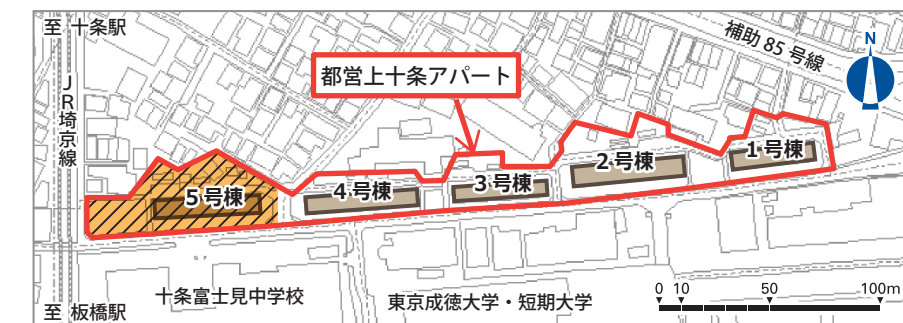 至 十条駅
補助 85 号線
N
都営上十条アパート
JR埼京線
1号棟
2号棟
3号棟
4号棟
5号棟
十条富士見中学校
東京成徳大学・短期大学
0 10 50 100m
至 板橋駅